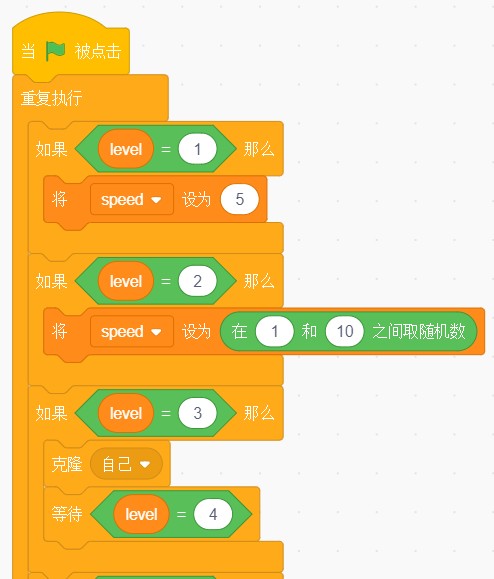 当 被点击
重复执行
如果 level = 1 那么
将 speed 设为 5
如果 level = 2 那么
将 speed 设为 在 1 和 10 之间取随机数
如果 level = 3 那么
克隆 自己
等待 level = 4